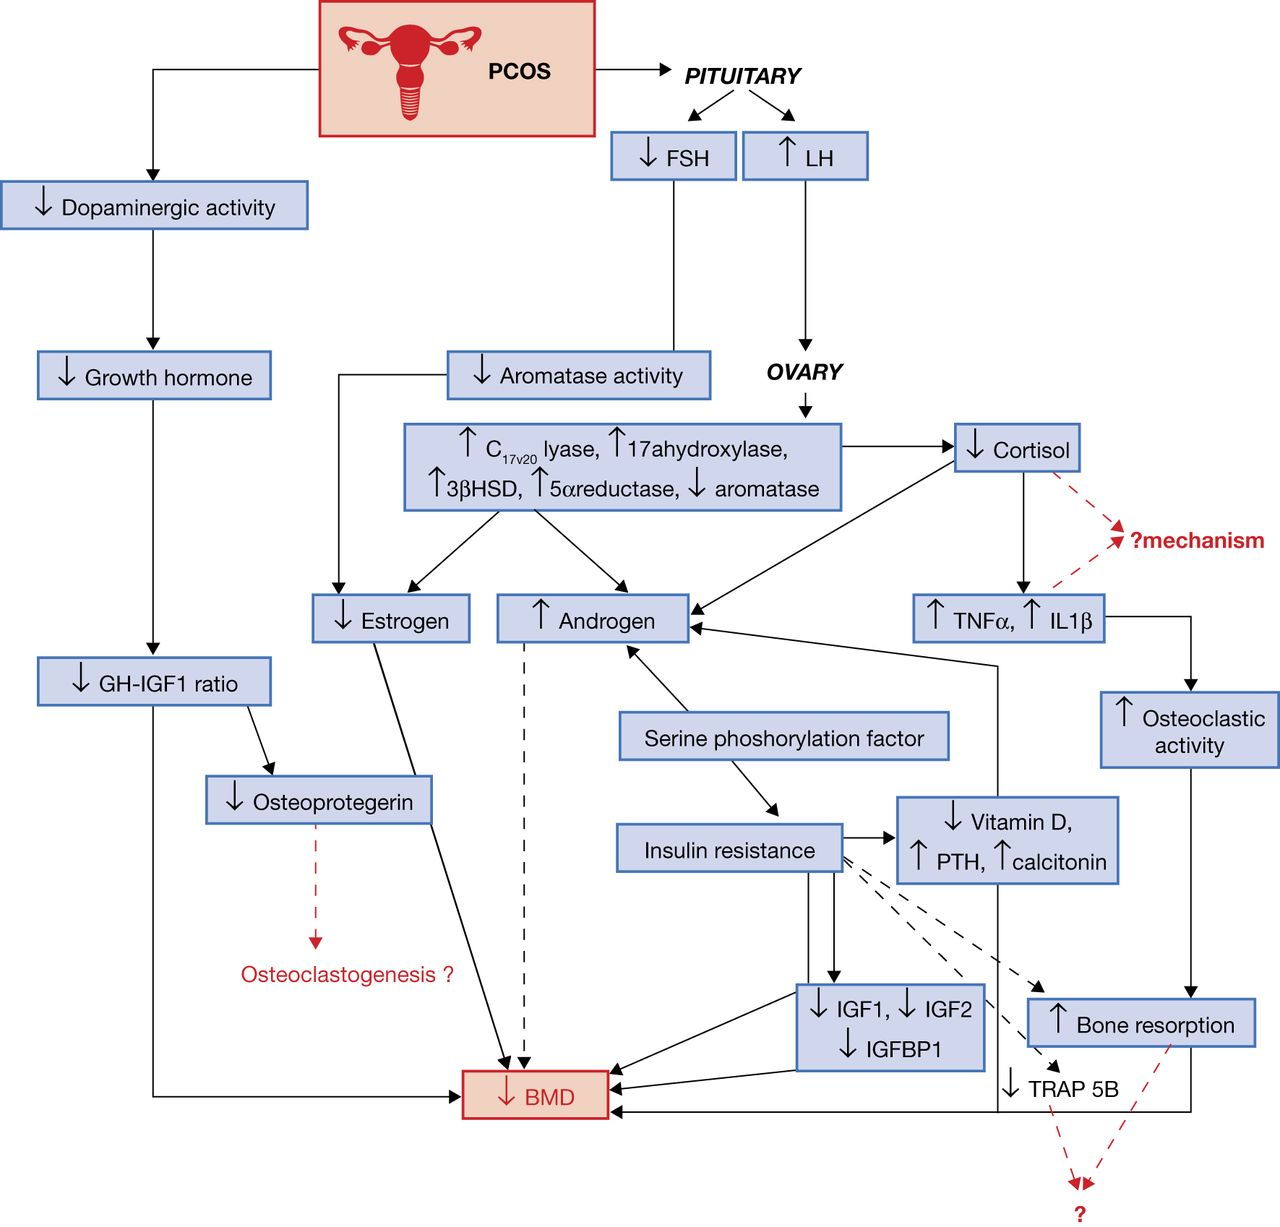 PCOS
PITUITARY
↓ FSH
↑ LH
↓ Dopaminergic activity
↓ Growth hormone
↓ Aromatase activity
OVARY
↑ C17v20 lyase, ↑17ahydroxylase,
↑3βHSD, ↑5αreductase, ↓ aromatase
↓ Cortisol
?mechanism
↓ Estrogen
↑ Androgen
↑ TNFα, ↑ IL1β
↓ GH-IGF1 ratio
↑ Osteoclastic
activity
Serine phoshorylation factor
↓ Osteoprotegerin
Insulin resistance
↓ Vitamin D,
↑ PTH, ↑calcitonin
Osteoclastogenesis ?
↓ IGF1, ↓ IGF2
↓ IGFBP1
↑ Bone resorption
↓ BMD
↓ TRAP 5B
?